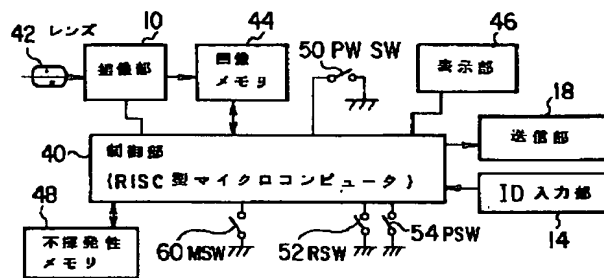 42 レンズ
10
撮像部
44
画像
メモリ
50 PW SW
46
表示部
18
送信部
40
制御部
(RISC型マイクロコンピュータ)
ID入力部
14
48
不揮発性
メモリ
60 MSW
52 RSW
54 PSW